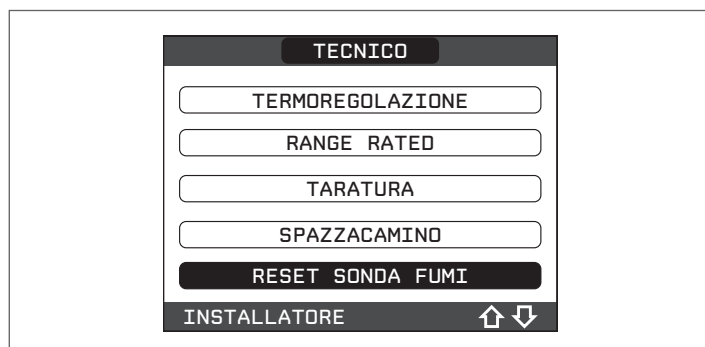 TECNICO
TERMOREGOLAZIONE
RANGE RATED
TARATURA
SPAZZACAMINO
RESET SONDA FUMI
INSTALLATORE